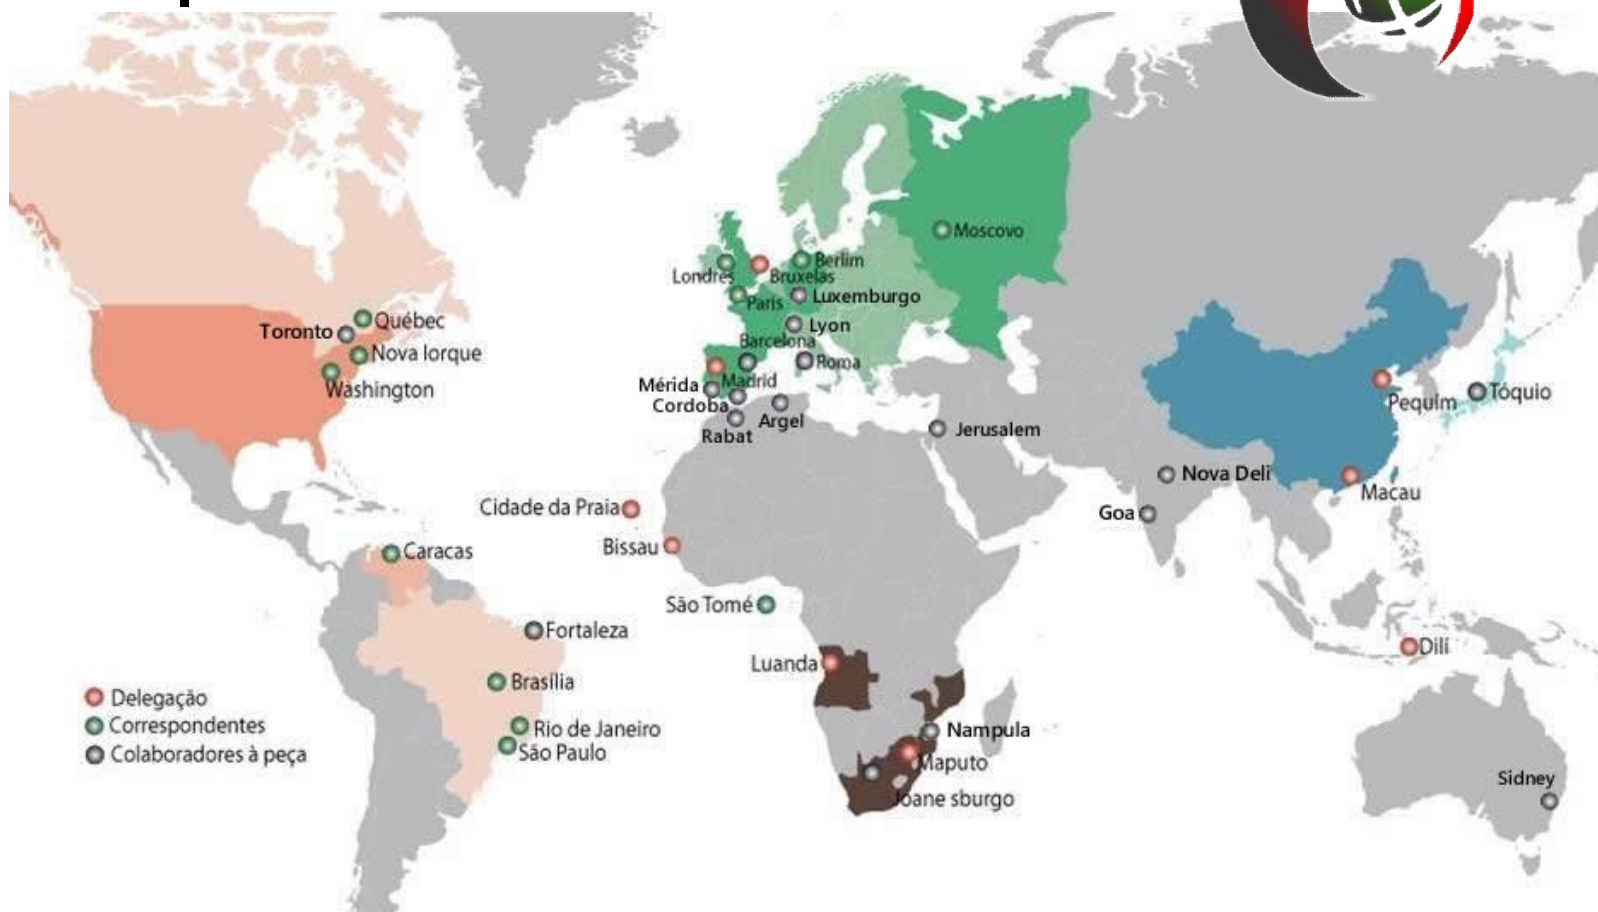 Moscovo
Londres
Berlim
Bruxelas
Paris
Luxemburgo
Québec
Toronto
Lyon
Nova Iorque
Barcelona
Roma
Washington
Mérida
Madrid
Cordoba
Argel
Rabat
Pequim
Tóquio
Jerusalem
Nova Deli
Macau
Cidade da Praia
Goa
Bissau
Caracas
São Tomé
Fortaleza
Dili
Luanda
Brasília
Delegação
Correspondentes
Colaboradores à peça
Rio de Janeiro
São Paulo
Nampula
Maputo
Joane sburgo
Sidney